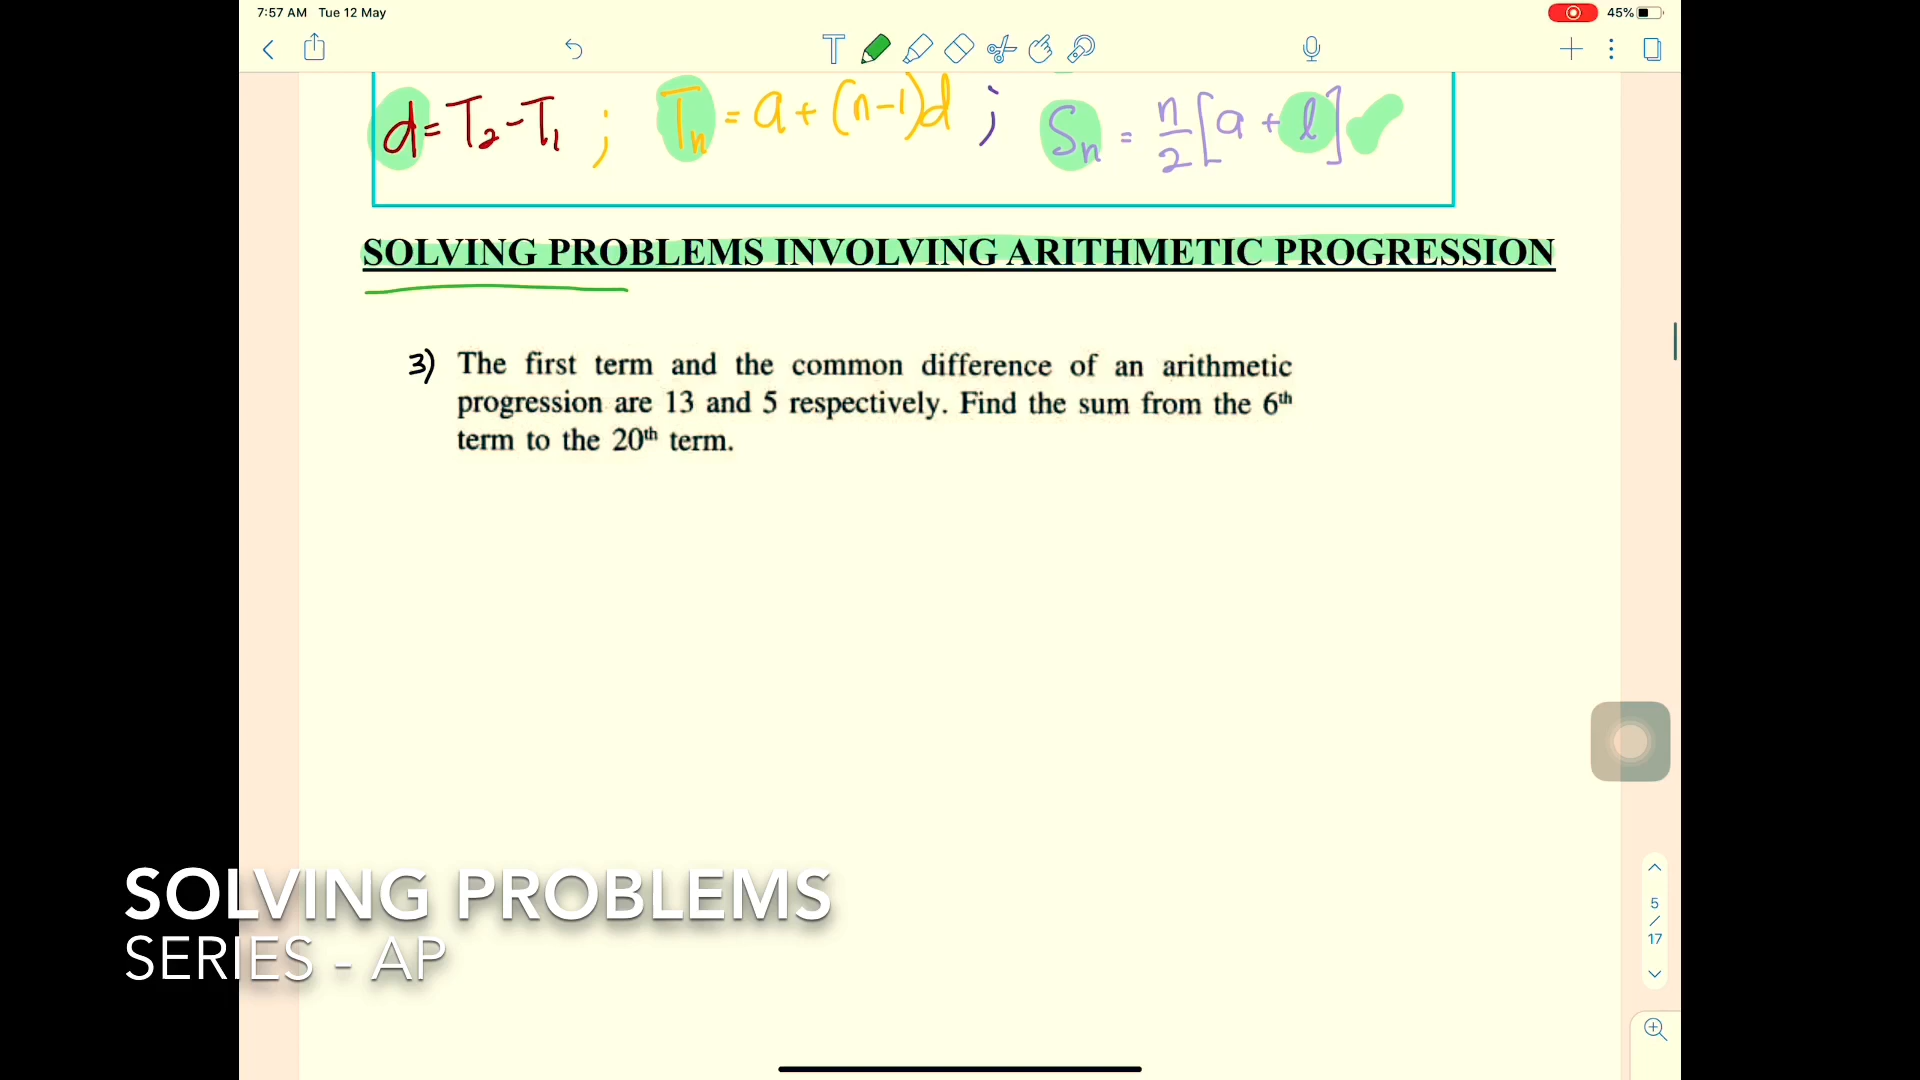 7:57 AM Tue 12 May
45%
T
d = T₂ - T₁ ; Tₙ = a + (n-1)d ; Sₙ = n/2 [a + l]
SOLVING PROBLEMS INVOLVING ARITHMETIC PROGRESSION
3) The first term and the common difference of an arithmetic
progression are 13 and 5 respectively. Find the sum from the 6th
term to the 20th term.
SOLVING PROBLEMS
SERIES - AP
5
/
17